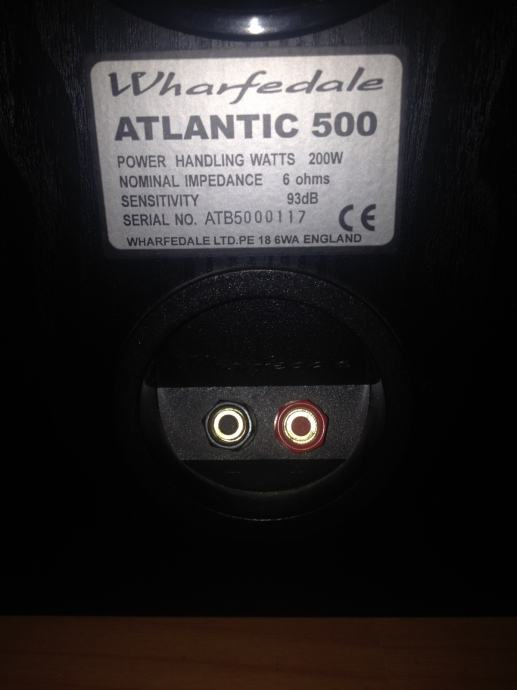 Wharfedale
ATLANTIC 500
POWER HANDLING WATTS 200W
NOMINAL IMPEDANCE 6 ohms
SENSITIVITY 93dB
SERIAL NO. ATB5000117 CE
WHARFEDALE LTD.PE 18 6WA ENGLAND
Wharfedale